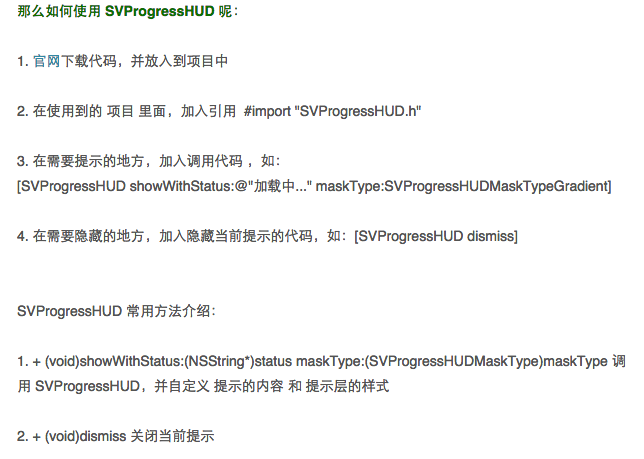 那么如何使用 SVProgressHUD 呢：
1. 官网下载代码，并放入到项目中
2. 在使用到的 项目 里面，加入引用  #import "SVProgressHUD.h"
3. 在需要提示的地方，加入调用代码 ，如：
[SVProgressHUD showWithStatus:@"加载中..." maskType:SVProgressHUDMaskTypeGradient]
4. 在需要隐藏的地方，加入隐藏当前提示的代码，如：[SVProgressHUD dismiss]
SVProgressHUD 常用方法介绍：
1. + (void)showWithStatus:(NSString*)status maskType:(SVProgressHUDMaskType)maskType 调
用 SVProgressHUD，并自定义 提示的内容 和 提示层的样式
2. + (void)dismiss 关闭当前提示